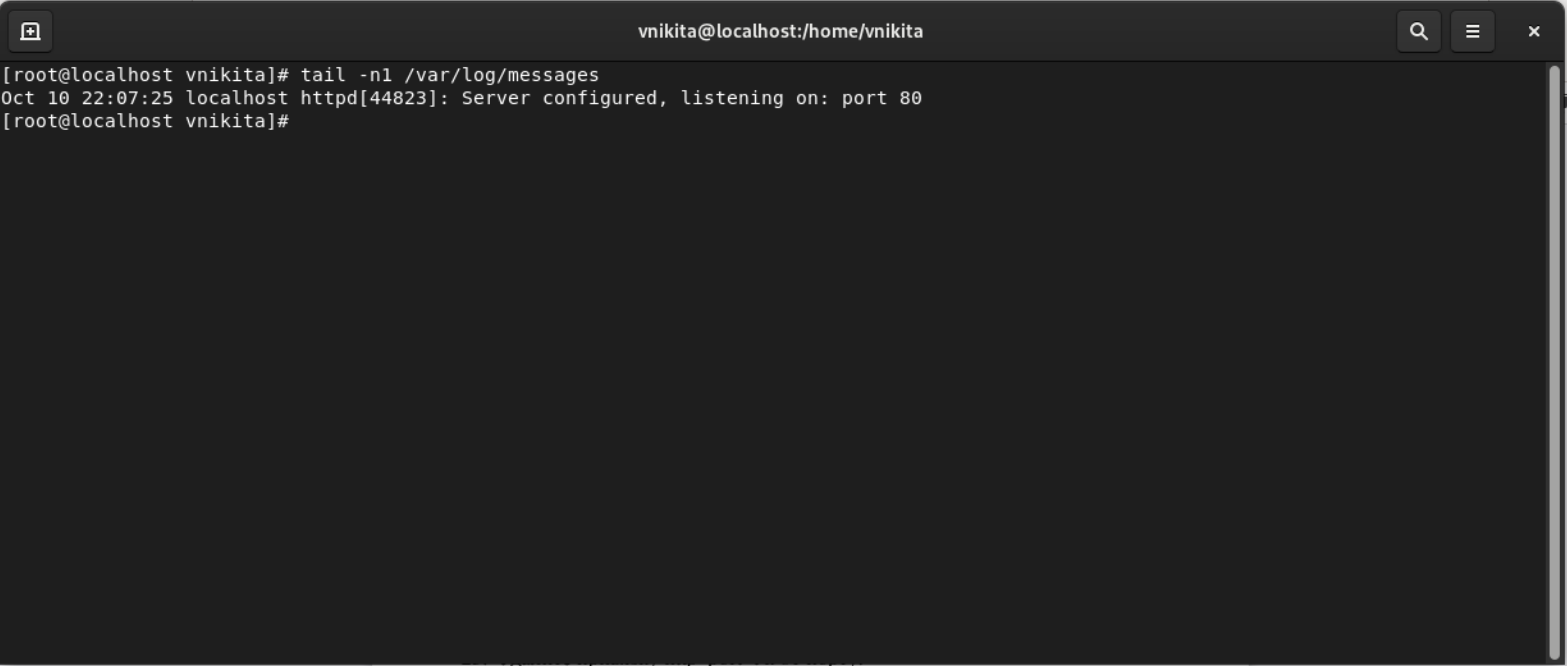 vnikita@localhost:/home/vnikita
[root@localhost vnikita]# tail -n1 /var/log/messages
Oct 10 22:07:25 localhost httpd[44823]: Server configured, listening on: port 80
[root@localhost vnikita]#